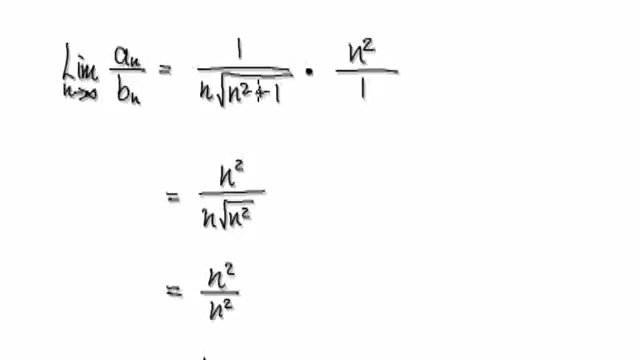 Lim n→∞ aₙ/bₙ = 1/(n√(n²+1)) · n²/1
= n²/(n√(n²))
= n²/n²